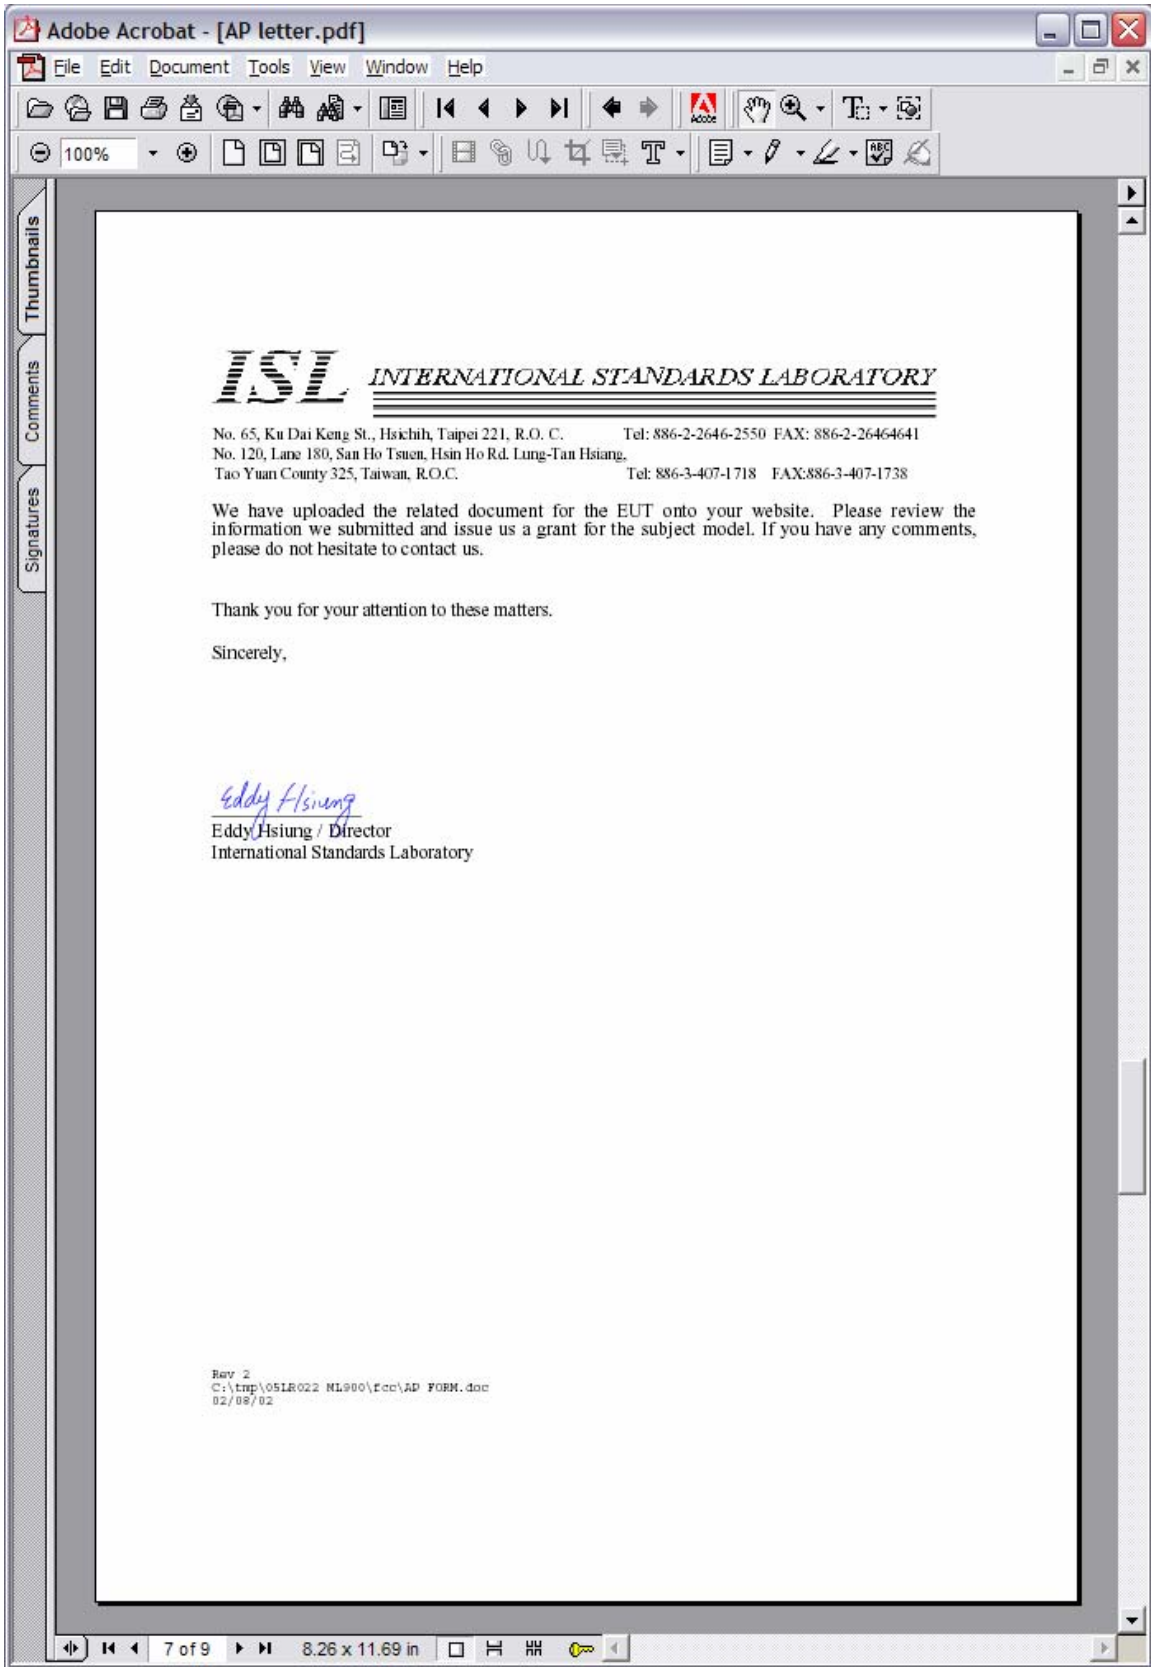 Adobe Acrobat - [AP letter.pdf]
File Edit Document Tools View Window Help
Adobe
100%
Thumbnails
Comments
Signatures
ISL INTERNATIONAL STANDARDS LABORATORY
No. 65, Ku Dai Keng St., Hsichih, Taipei 221, R.O. C. Tel: 886-2-2646-2550 FAX: 886-2-26464641
No. 120, Lane 180, San Ho Tsuen, Hsin Ho Rd. Lung-Tan Hsiang,
Tao Yuan County 325, Taiwan, R.O.C. Tel: 886-3-407-1718 FAX:886-3-407-1738
We have uploaded the related document for the EUT onto your website. Please review the
information we submitted and issue us a grant for the subject model. If you have any comments,
please do not hesitate to contact us.
Thank you for your attention to these matters.
Sincerely,
Eddy Hsiung
Eddy Hsiung / Director
International Standards Laboratory
Rev 2
C:\tmp\05LR022 NL900\fcc\AP FORM.doc
02/08/02
7 of 9 8.26 x 11.69 in